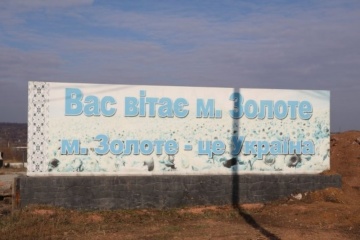 Вас вітає м. Золоте
м. Золоте - це Україна